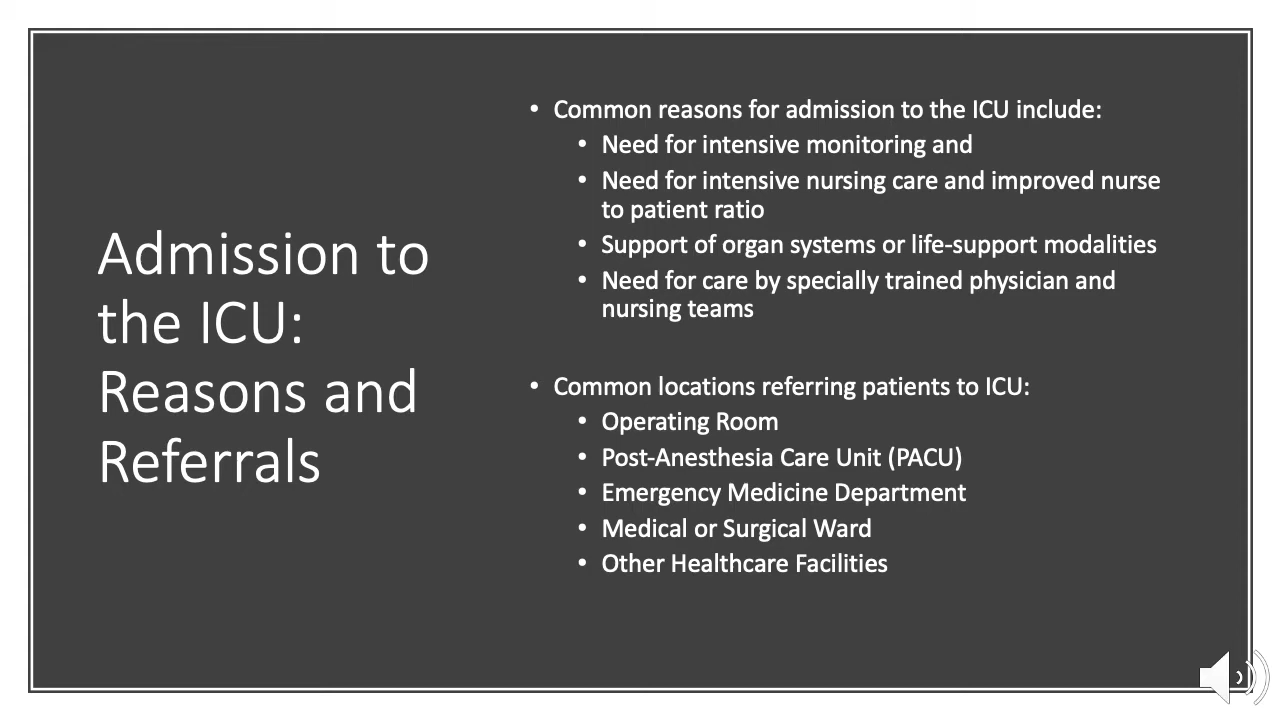 Admission to
the ICU:
Reasons and
Referrals
• Common reasons for admission to the ICU include:
• Need for intensive monitoring and
• Need for intensive nursing care and improved nurse
to patient ratio
• Support of organ systems or life-support modalities
• Need for care by specially trained physician and
nursing teams
• Common locations referring patients to ICU:
• Operating Room
• Post-Anesthesia Care Unit (PACU)
• Emergency Medicine Department
• Medical or Surgical Ward
• Other Healthcare Facilities